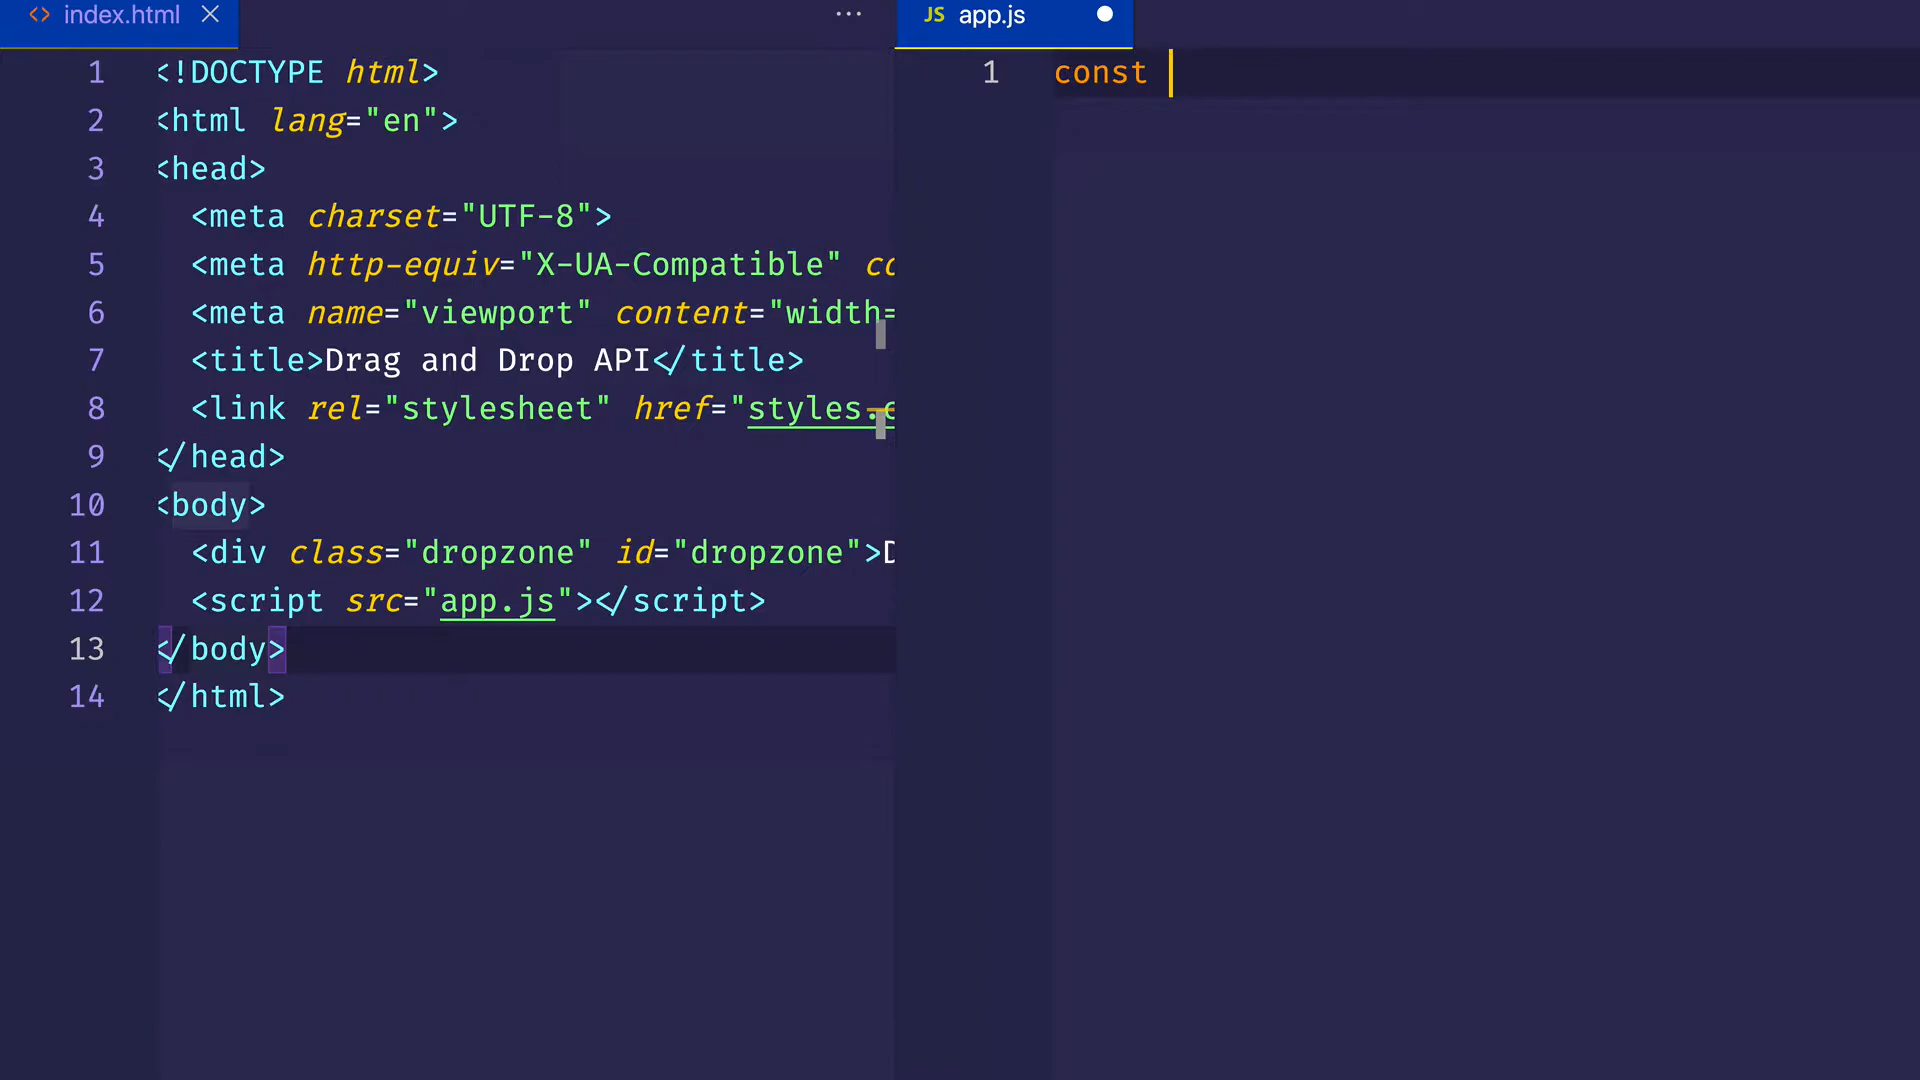 index.html
1 <!DOCTYPE html>
2 <html lang="en">
3 <head>
4 <meta charset="UTF-8">
5 <meta http-equiv="X-UA-Compatible" co
6 <meta name="viewport" content="width=
7 <title>Drag and Drop API</title>
8 <link rel="stylesheet" href="styles.
9 </head>
10 <body>
11 <div class="dropzone" id="dropzone">D
12 <script src="app.js"></script>
13 </body>
14 </html>
JS app.js
1 const